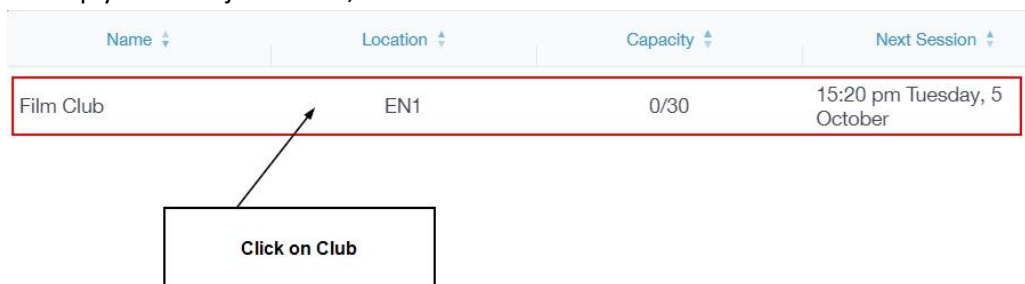 Name Location Capacity Next Session
Film Club EN1 0/30 15:20 pm Tuesday, 5
October
Click on Club